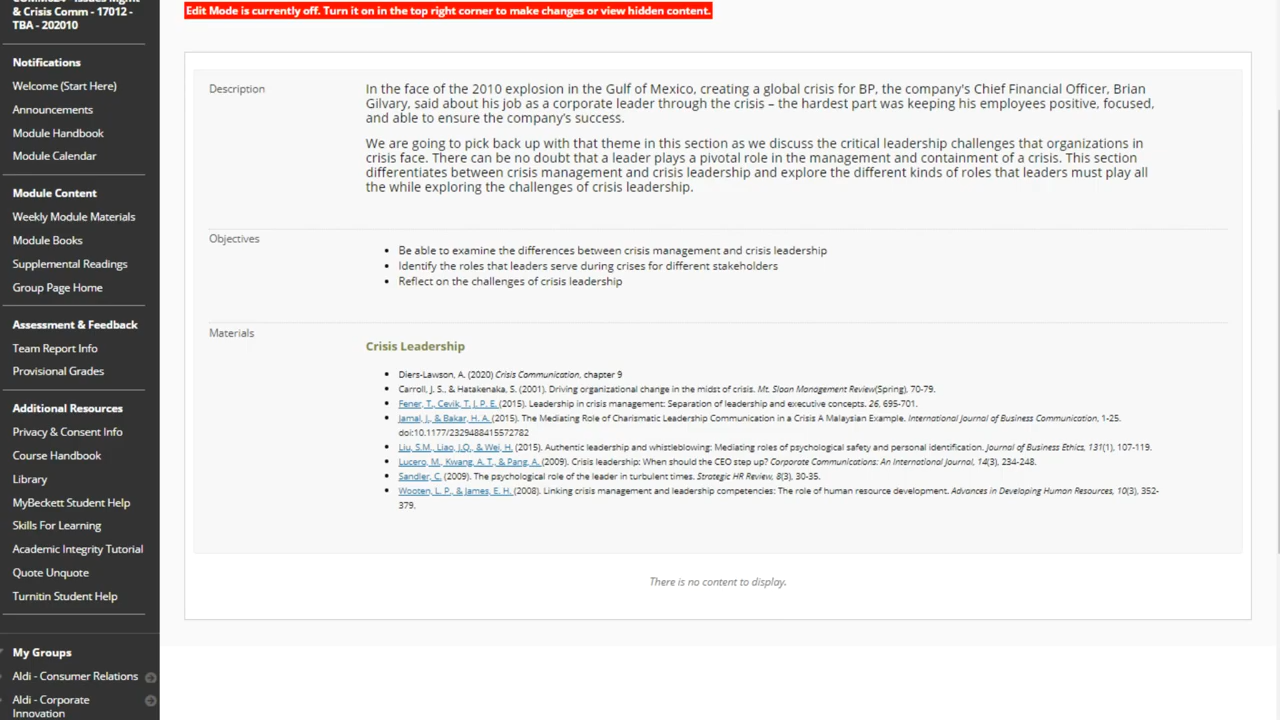 & Crisis Comm - 17012 -
TBA - 202010
Notifications
Welcome (Start Here)
Announcements
Module Handbook
Module Calendar
Module Content
Weekly Module Materials
Module Books
Supplemental Readings
Group Page Home
Assessment & Feedback
Team Report Info
Provisional Grades
Additional Resources
Privacy & Consent Info
Course Handbook
Library
MyBeckett Student Help
Skills For Learning
Academic Integrity Tutorial
Quote Unquote
Turnitin Student Help
My Groups
Aldi - Consumer Relations
Aldi - Corporate
Innovation
Edit Mode is currently off. Turn it on in the top right corner to make changes or view hidden content.
Description
In the face of the 2010 explosion in the Gulf of Mexico, creating a global crisis for BP, the company's Chief Financial Officer, Brian
Gilvary, said about his job as a corporate leader through the crisis – the hardest part was keeping his employees positive, focused,
and able to ensure the company's success.
We are going to pick back up with that theme in this section as we discuss the critical leadership challenges that organizations in
crisis face. There can be no doubt that a leader plays a pivotal role in the management and containment of a crisis. This section
differentiates between crisis management and crisis leadership and explore the different kinds of roles that leaders must play all
the while exploring the challenges of crisis leadership.
Objectives
Be able to examine the differences between crisis management and crisis leadership
Identify the roles that leaders serve during crises for different stakeholders
Reflect on the challenges of crisis leadership
Materials
Crisis Leadership
Diers-Lawson, A. (2020) Crisis Communication, chapter 9
Carroll, J. S., & Hatakenaka, S. (2001). Driving organizational change in the midst of crisis. Mt. Sloan Management Review(Spring), 70-79.
Fener, T., Cevik, T. J. P. E. (2015). Leadership in crisis management: Separation of leadership and executive concepts. 26, 695-701.
Jamal, J., & Bakar, H. A. (2015). The Mediating Role of Charismatic Leadership Communication in a Crisis A Malaysian Example. International Journal of Business Communication, 1-25.
doi:10.1177/2329488415572782
Liu, S.M., Liao, J.Q., & Wei, H. (2015). Authentic leadership and whistleblowing: Mediating roles of psychological safety and personal identification. Journal of Business Ethics, 131(1), 107-119.
Lucero, M., Kwang, A. T., & Pang, A. (2009). Crisis leadership: When should the CEO step up? Corporate Communications: An International Journal, 14(3), 234-248.
Sandler, C. (2009). The psychological role of the leader in turbulent times. Strategic HR Review, 8(3), 30-35.
Wooten, L. P., & James, E. H. (2008). Linking crisis management and leadership competencies: The role of human resource development. Advances in Developing Human Resources, 10(3), 352-
379.
There is no content to display.